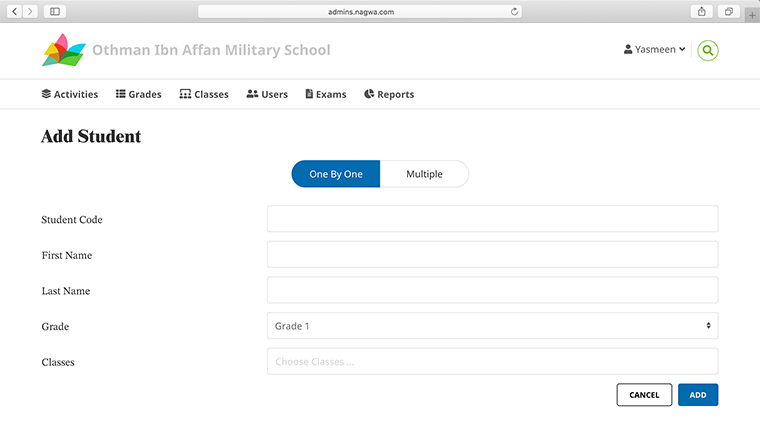 admins.nagwa.com
Othman Ibn Affan Military School
Yasmeen
Activities Grades Classes Users Exams Reports
Add Student
One By One Multiple
Student Code
First Name
Last Name
Grade Grade 1
Classes Choose Classes ...
CANCEL ADD